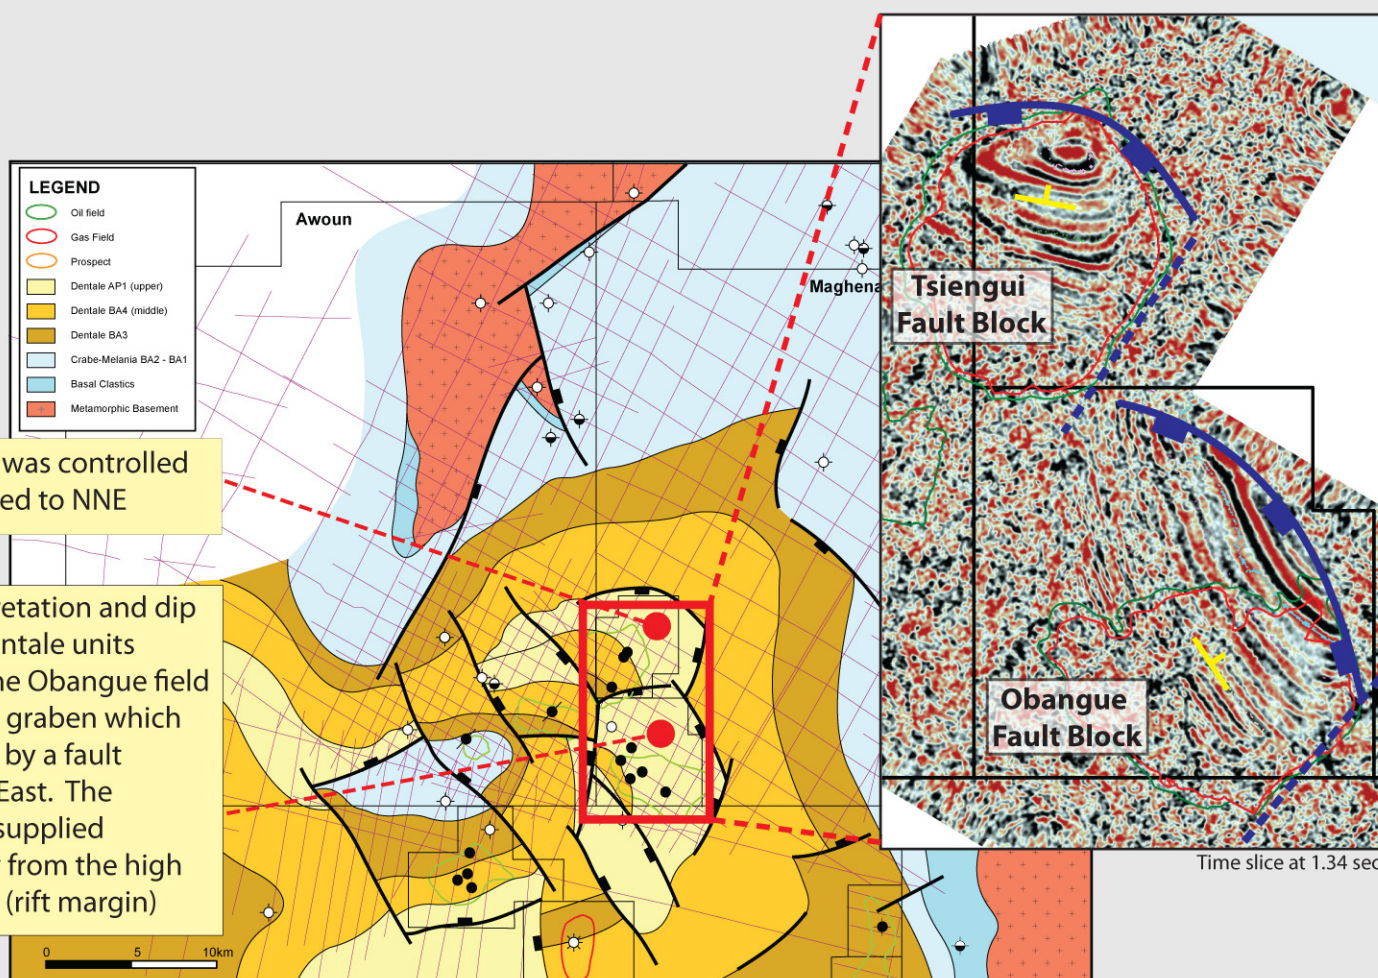 LEGEND
Oil field
Gas Field
Prospect
Dentale AP1 (upper)
Dentale BA4 (middle)
Dentale BA3
Crabe-Melania BA2 - BA1
Basal Clastics
Metamorphic Basement
Awoun
Maghena
Tsiengui
Fault Block
Obangue
Fault Block
Time slice at 1.34 sec
was controlled
ed to NNE
retation and dip
ntale units
ne Obangue field
graben which
by a fault
East. The
supplied
from the high
(rift margin)
0 5 10km